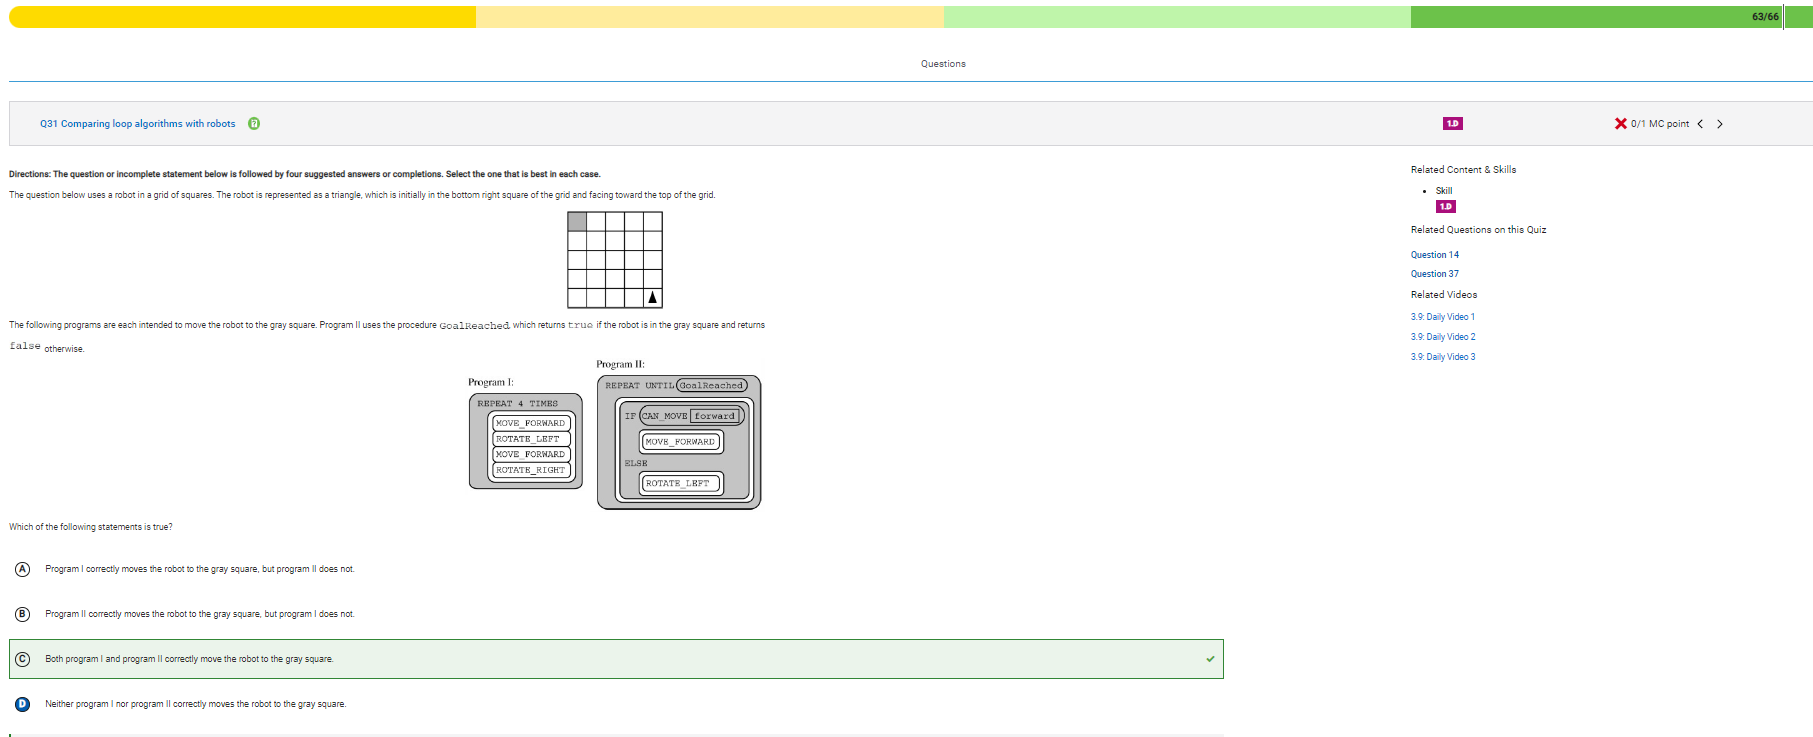 63/66
Questions
Q31 Comparing loop algorithms with robots
1.D
0/1 MC point
Directions: The question or incomplete statement below is followed by four suggested answers or completions. Select the one that is best in each case.
The question below uses a robot in a grid of squares. The robot is represented as a triangle, which is initially in the bottom right square of the grid and facing toward the top of the grid.
The following programs are each intended to move the robot to the gray square. Program II uses the procedure GoalReached, which returns true if the robot is in the gray square and returns
false otherwise.
Program I:
REPEAT 4 TIMES
MOVE_FORWARD
ROTATE_LEFT
MOVE_FORWARD
ROTATE_RIGHT
Program II:
REPEAT UNTIL GoalReached
IF CAN_MOVE forward
MOVE_FORWARD
ELSE
ROTATE_LEFT
Which of the following statements is true?
A Program I correctly moves the robot to the gray square, but program II does not.
B Program II correctly moves the robot to the gray square, but program I does not.
C Both program I and program II correctly move the robot to the gray square.
D Neither program I nor program II correctly moves the robot to the gray square.
Related Content & Skills
Skill
1.D
Related Questions on this Quiz
Question 14
Question 37
Related Videos
3.9: Daily Video 1
3.9: Daily Video 2
3.9: Daily Video 3